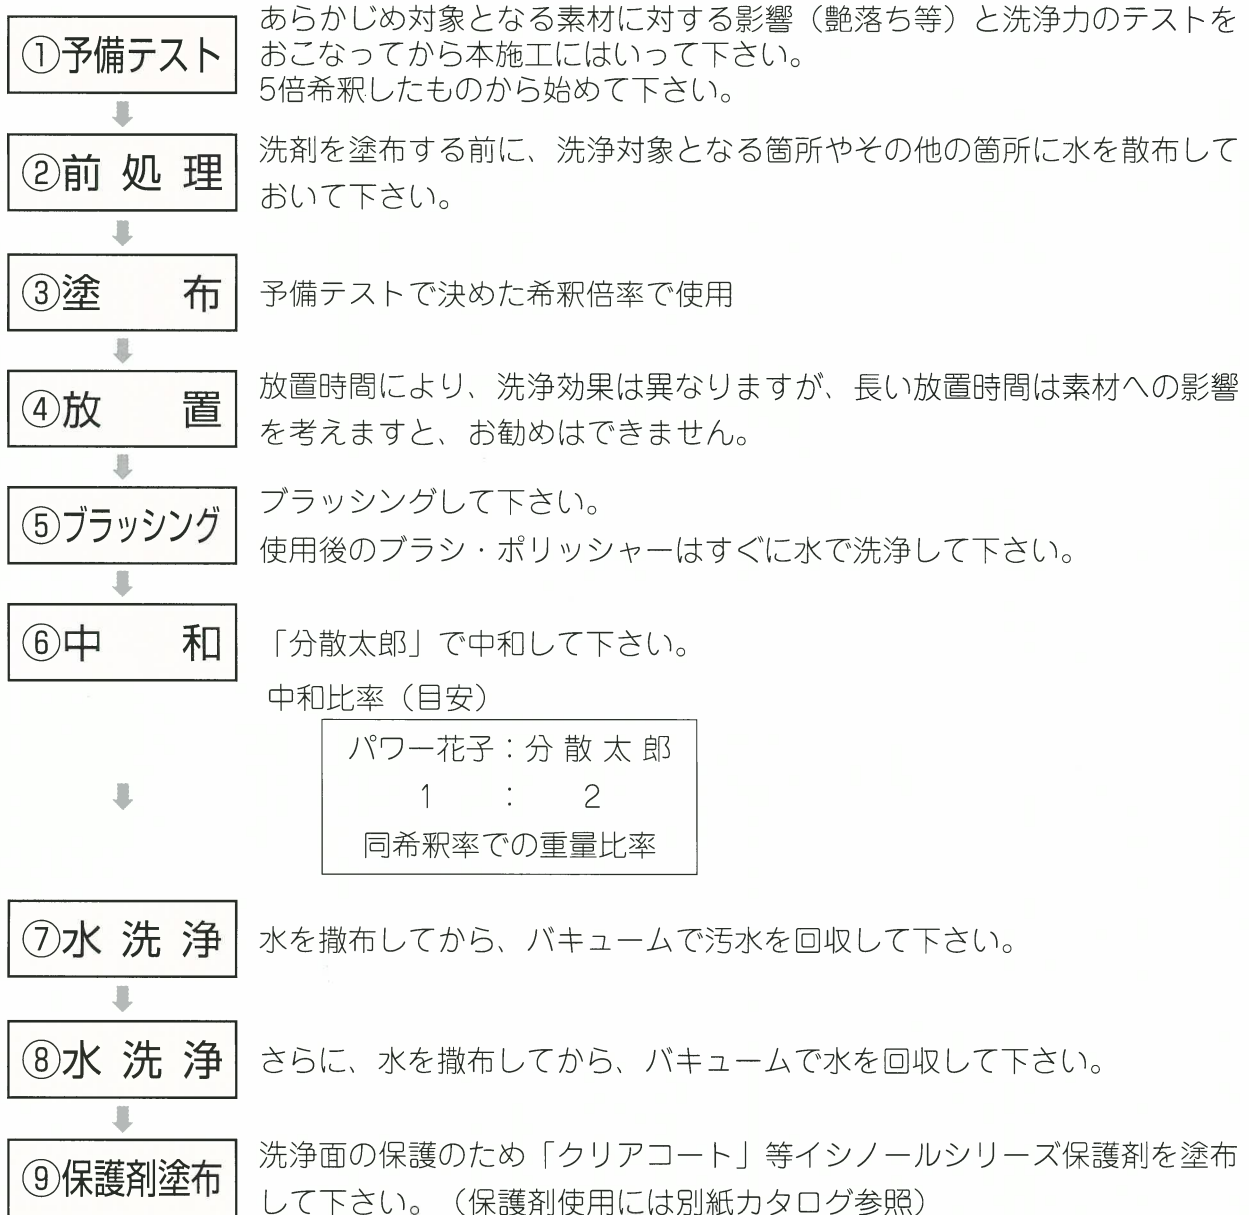 ①予備テスト
あらかじめ対象となる素材に対する影響（艶落ち等）と洗浄力のテストを
おこなってから本施工にはいって下さい。
5倍希釈したものから始めて下さい。
②前処理
洗剤を塗布する前に、洗浄対象となる箇所やその他の箇所に水を散布して
おいて下さい。
③塗布
予備テストで決めた希釈倍率で使用
④放置
放置時間により、洗浄効果は異なりますが、長い放置時間は素材への影響
を考えますと、お勧めはできません。
⑤ブラッシング
ブラッシングして下さい。
使用後のブラシ・ポリッシャーはすぐに水で洗浄して下さい。
⑥中和
「分散太郎」で中和して下さい。
中和比率（目安）
パワー花子：分散太郎
1 : 2
同希釈率での重量比率
⑦水洗浄
水を撒布してから、バキュームで汚水を回収して下さい。
⑧水洗浄
さらに、水を撒布してから、バキュームで水を回収して下さい。
⑨保護剤塗布
洗浄面の保護のため「クリアコート」等イシノールシリーズ保護剤を塗布
して下さい。（保護剤使用には別紙カタログ参照）